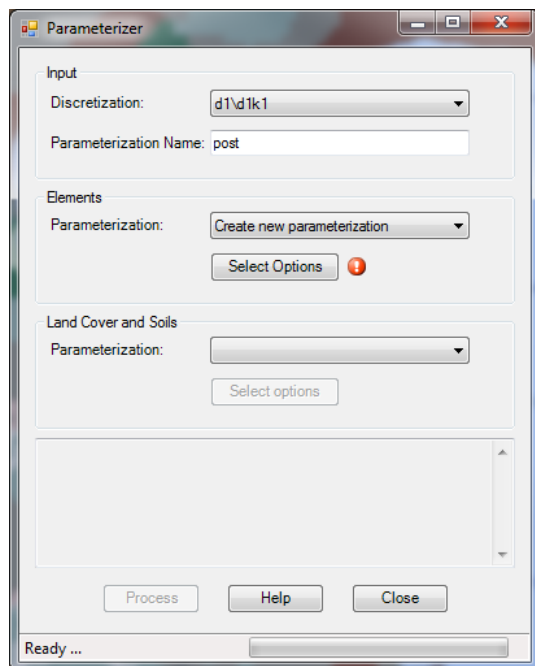 Parameterizer
Input
Discretization: d1\d1k1
Parameterization Name: post
Elements
Parameterization: Create new parameterization
Select Options
Land Cover and Soils
Parameterization:
Select options
Process Help Close
Ready ...